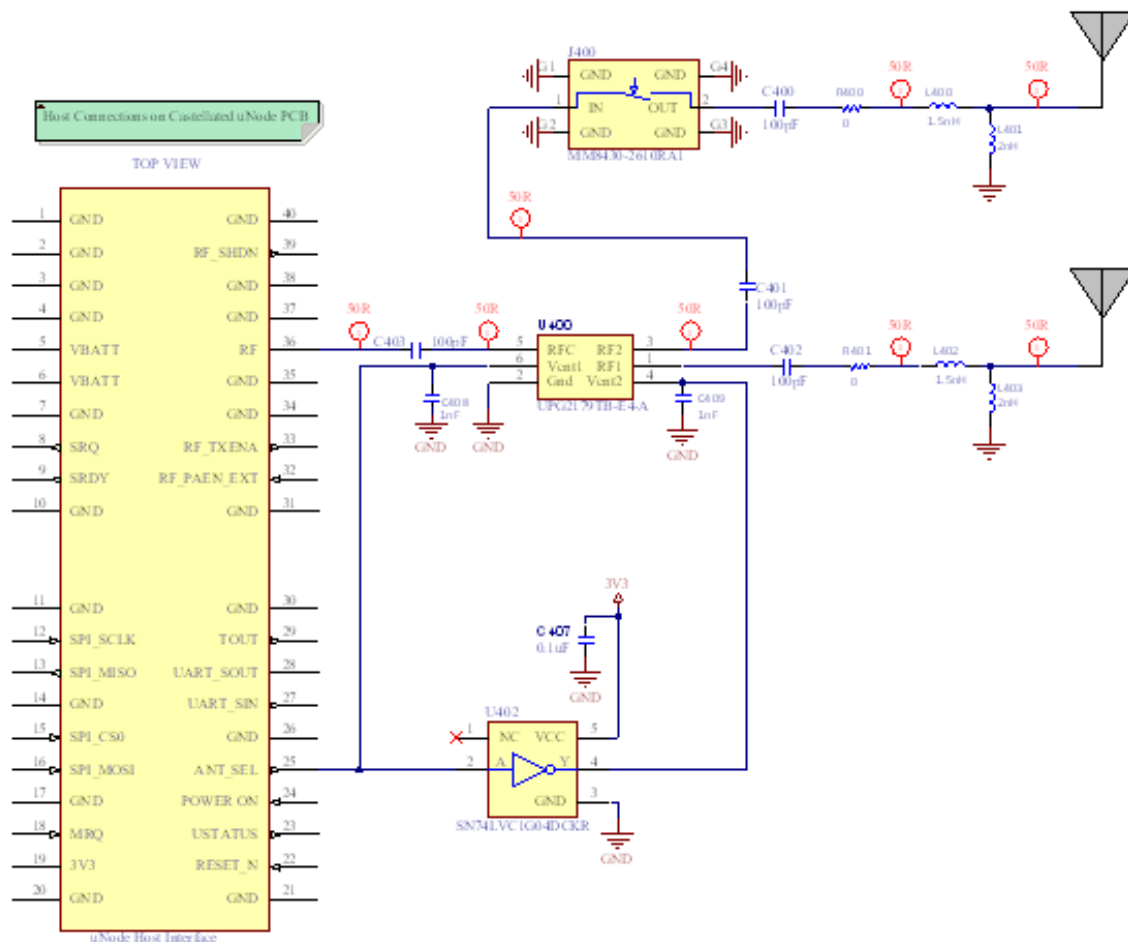 Host Connections on Castellated uNode PCB
TOP VIEW
1 GND GND 40
2 GND RF_SHDN 39
3 GND GND 38
4 GND GND 37
5 VBATT RF 36
6 VBATT GND 35
7 GND GND 34
8 SRQ RF_TXENA 33
9 SRDY RF_PAEN_EXT 32
10 GND GND 31
11 GND GND 30
12 SPI_SCLK TOUT 29
13 SPI_MISO UART_SOUT 28
14 GND UART_SIN 27
15 SPI_CS0 GND 26
16 SPI_MOSI ANT_SEL 25
17 GND POWER ON 24
18 MRQ USTATUS 23
19 3V3 RESET_N 22
20 GND GND 21
uNode Host Interface
J400
G1 GND GND G4
1 IN OUT 2
G2 GND GND G3
MM8430-2610RA1
C400
100pF
R400
0
50R
L400
1.5nH
50R
L401
2nH
50R
C401
100pF
50R
C403 100pF
50R
50R
U400
5 RFC RF2 3
6 Vcnt1 RF1 1
2 Gnd Vcnt2 4
UPG2179TB-E4-A
C408
1nF
GND
GND
C409
1nF
GND
C402
100pF
R401
0
50R
L402
1.5nH
50R
L403
2nH
3V3
C407
0.1uF
GND
U402
1 NC VCC 5
2 A Y 4
GND 3
SN74LVC1G04DCKR
GND